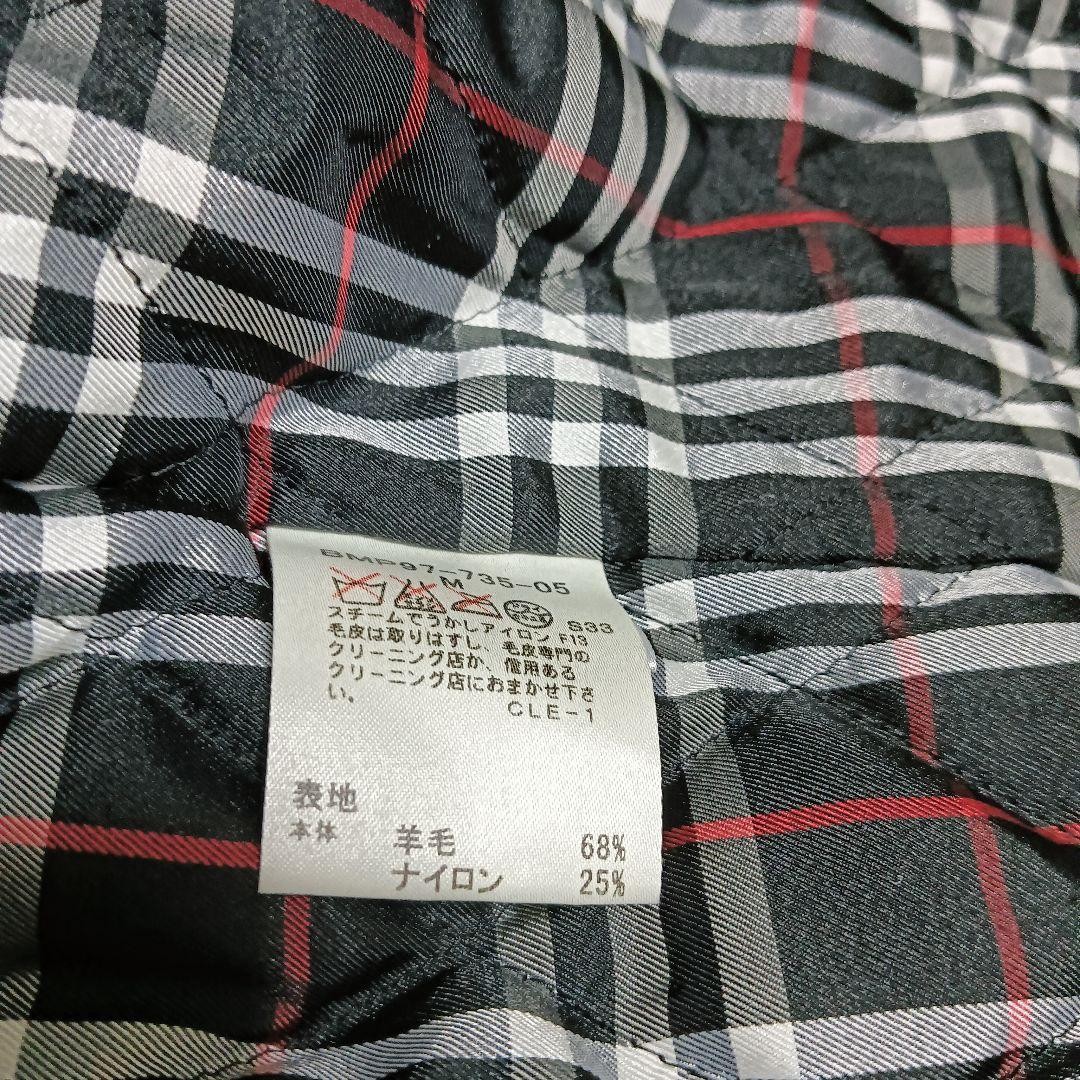 BMP97-735-05
M
S33
スチームでうかしアイロン F13
毛皮は取りはずし、毛皮専門の
クリーニング店か、信用ある
クリーニング店におまかせ下さ
い。
CLE-1
表地
本体 羊毛 68%
ナイロン 25%